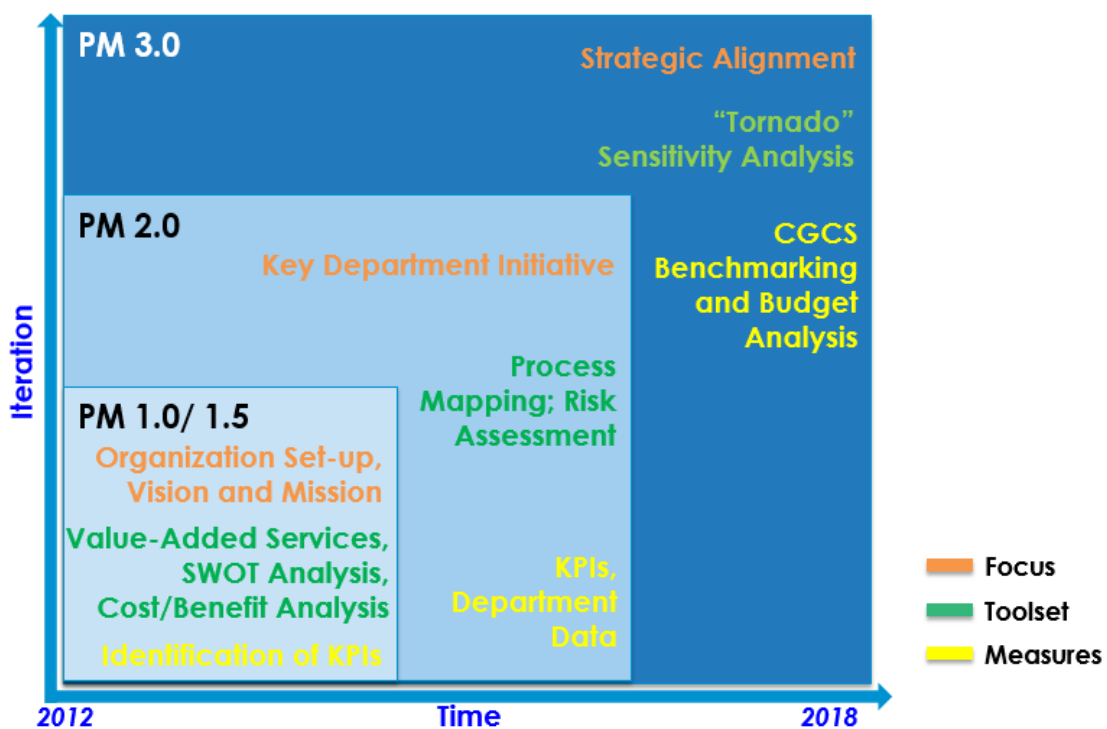 PM 3.0
Strategic Alignment
“Tornado”
Sensitivity Analysis
CGCS
Benchmarking
and Budget
Analysis
PM 2.0
Key Department Initiative
Process
Mapping; Risk
Assessment
KPIs,
Department
Data
PM 1.0/ 1.5
Organization Set-up,
Vision and Mission
Value-Added Services,
SWOT Analysis,
Cost/Benefit Analysis
Identification of KPIs
Iteration
2012
Time
2018
Focus
Toolset
Measures